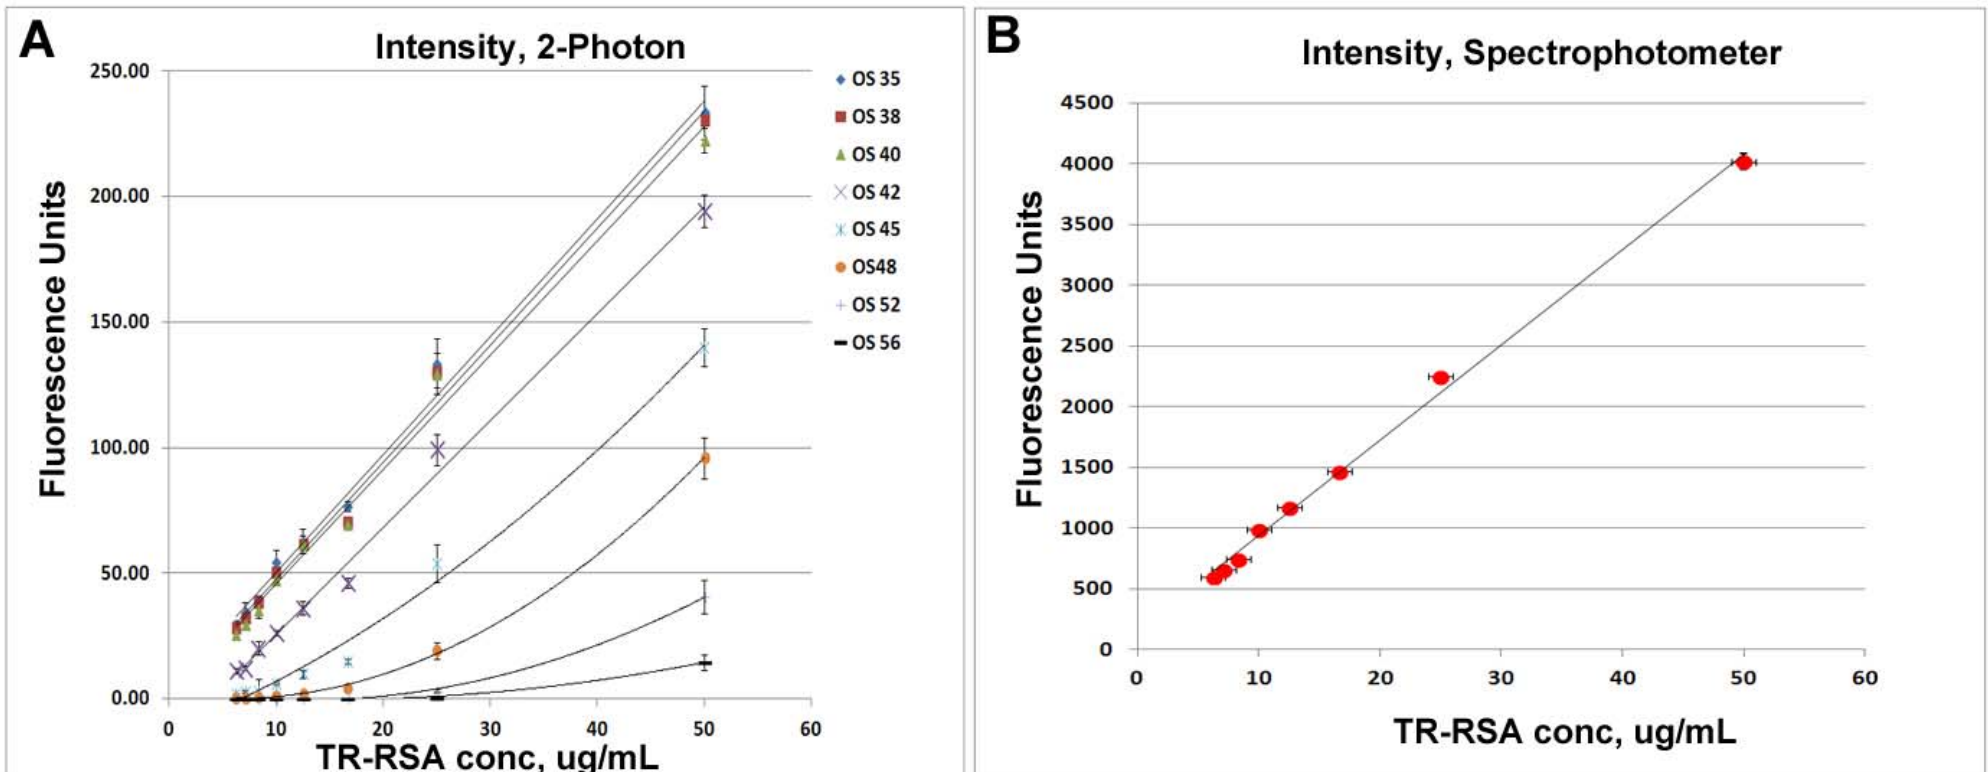 A
Intensity, 2-Photon
250.00
200.00
150.00
100.00
50.00
0.00
0
10
20
30
40
50
60
Fluorescence Units
TR-RSA conc, ug/mL
OS 35
OS 38
OS 40
OS 42
OS 45
OS48
OS 52
OS 56
B
Intensity, Spectrophotometer
4500
4000
3500
3000
2500
2000
1500
1000
500
0
0
10
20
30
40
50
60
Fluorescence Units
TR-RSA conc, ug/mL